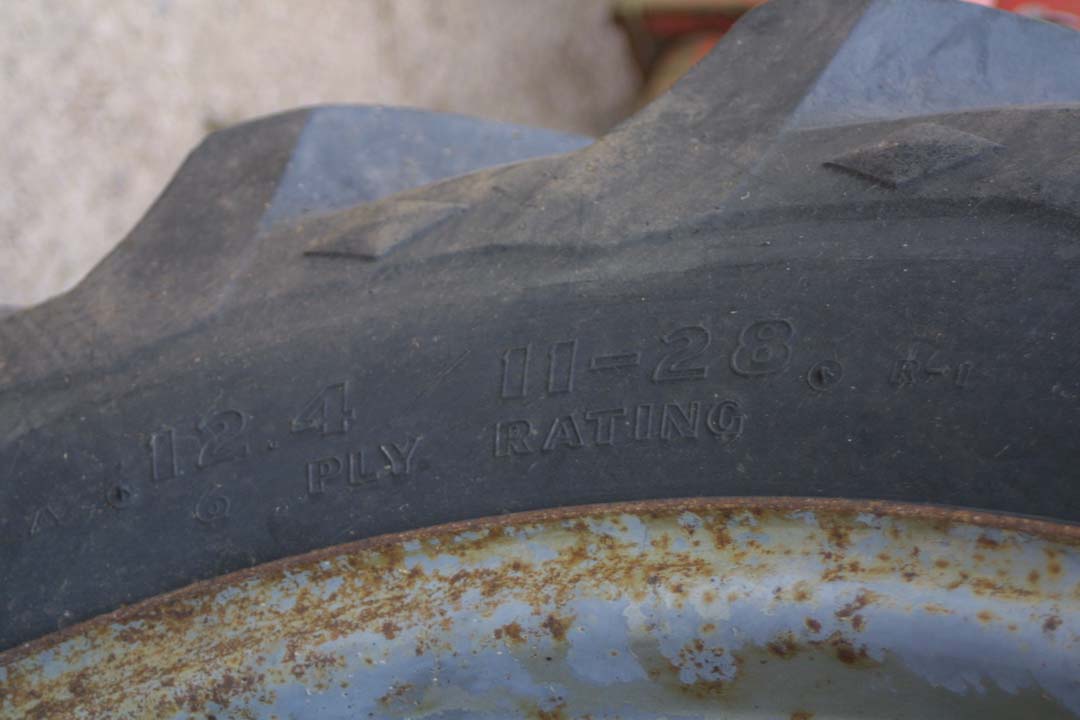 12.4 / 11-28. R-1
6 PLY RATING